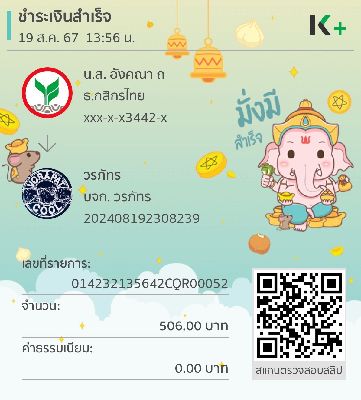 ชำระเงินสำเร็จ
19 ส.ค. 67 13:56 น.
K+
น.ส. อังคณา ถ
ธ.กสิกรไทย
xxx-x-x3442-x
มั่งมี
สำเร็จ
วรภัทร
บจก. วรภัทร
202408192308239
เลขที่รายการ:
014232135642CQR00052
จำนวน:
506.00 บาท
ค่าธรรมเนียม:
0.00 บาท
สแกนตรวจสอบสลิป